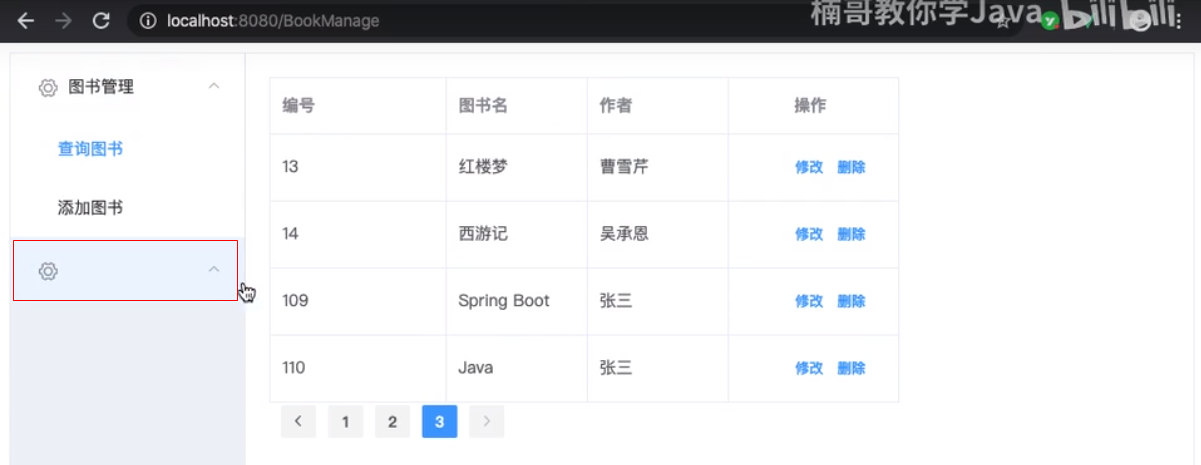 localhost:8080/BookManage
楠哥教你学Java bilibili
图书管理
查询图书
添加图书
编号 图书名 作者 操作
13 红楼梦 曹雪芹 修改 删除
14 西游记 吴承恩 修改 删除
109 Spring Boot 张三 修改 删除
110 Java 张三 修改 删除
1 2 3